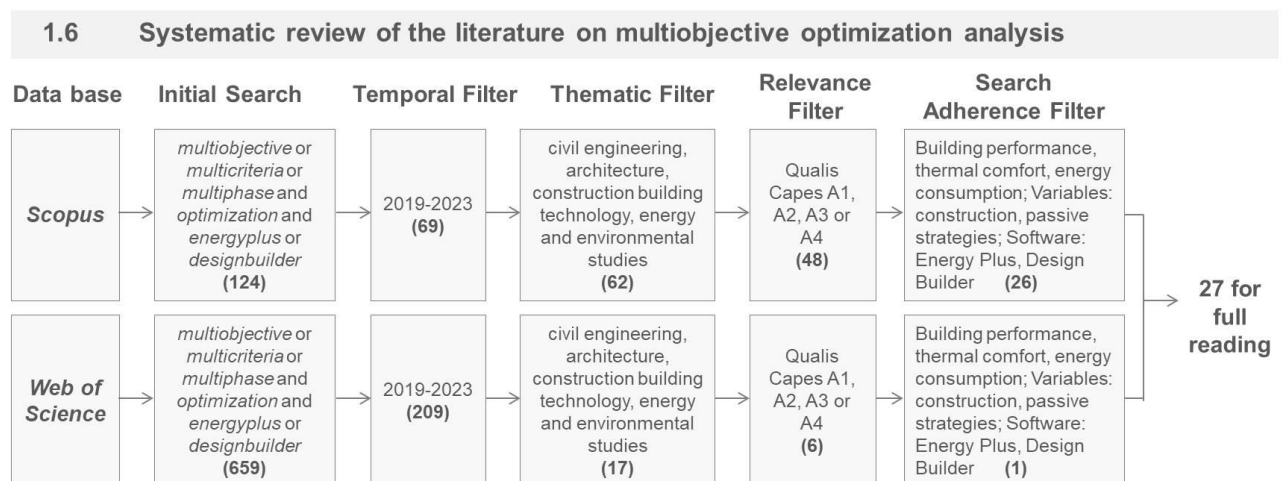 1.6 Systematic review of the literature on multiobjective optimization analysis
Data base
Initial Search
Temporal Filter
Thematic Filter
Relevance
Filter
Search
Adherence Filter
Scopus
multiobjective or
multicriteria or
multiphase and
optimization and
energyplus or
designbuilder
(124)
2019-2023
(69)
civil engineering,
architecture,
construction building
technology, energy
and environmental
studies
(62)
Qualis
Capes A1,
A2, A3 or
A4
(48)
Building performance,
thermal comfort, energy
consumption; Variables:
construction, passive
strategies; Software:
Energy Plus, Design
Builder (26)
Web of
Science
multiobjective or
multicriteria or
multiphase and
optimization and
energyplus or
designbuilder
(659)
2019-2023
(209)
civil engineering,
architecture,
construction building
technology, energy
and environmental
studies
(17)
Qualis
Capes A1,
A2, A3 or
A4
(6)
Building performance,
thermal comfort, energy
consumption; Variables:
construction, passive
strategies; Software:
Energy Plus, Design
Builder (1)
27 for
full
reading